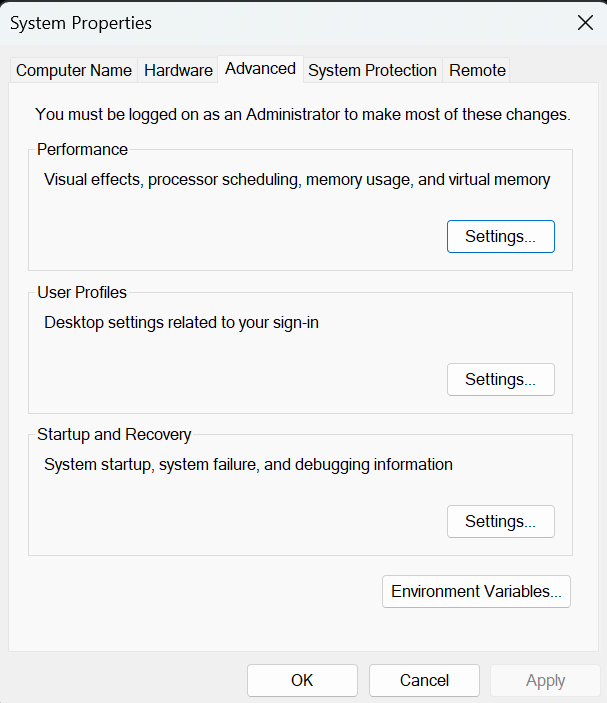 System Properties
Computer Name Hardware Advanced System Protection Remote
You must be logged on as an Administrator to make most of these changes.
Performance
Visual effects, processor scheduling, memory usage, and virtual memory
Settings...
User Profiles
Desktop settings related to your sign-in
Settings...
Startup and Recovery
System startup, system failure, and debugging information
Settings...
Environment Variables...
OK Cancel Apply